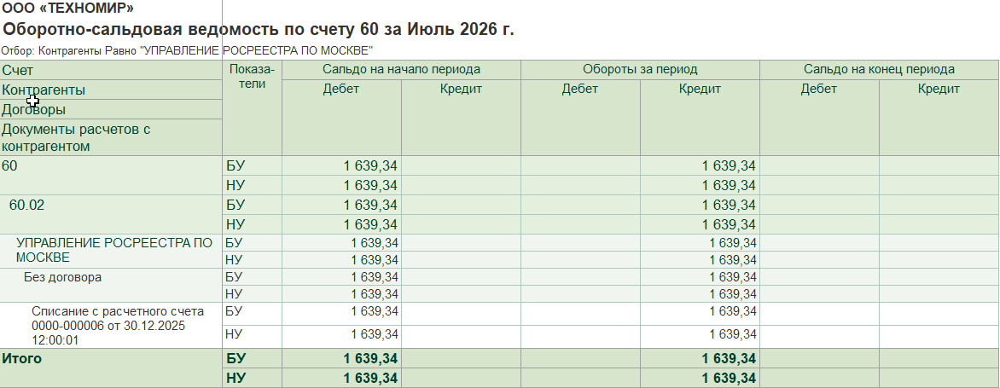 ООО «ТЕХНОМИР»
Оборотно-сальдовая ведомость по счету 60 за Июль 2026 г.
Отбор: Контрагенты Равно "УПРАВЛЕНИЕ РОСРЕЕСТРА ПО МОСКВЕ"
Счет Показа- Сальдо на начало периода Обороты за период Сальдо на конец периода
тели
Контрагенты Дебет Кредит Дебет Кредит Дебет Кредит
Договоры
Документы расчетов с
контрагентом
60 БУ 1 639,34 1 639,34
НУ 1 639,34 1 639,34
60.02 БУ 1 639,34 1 639,34
НУ 1 639,34 1 639,34
УПРАВЛЕНИЕ РОСРЕЕСТРА ПО БУ 1 639,34 1 639,34
МОСКВЕ НУ 1 639,34 1 639,34
Без договора БУ 1 639,34 1 639,34
НУ 1 639,34 1 639,34
Списание с расчетного счета БУ 1 639,34 1 639,34
0000-000006 от 30.12.2025
12:00:01 НУ 1 639,34 1 639,34
Итого БУ 1 639,34 1 639,34
НУ 1 639,34 1 639,34